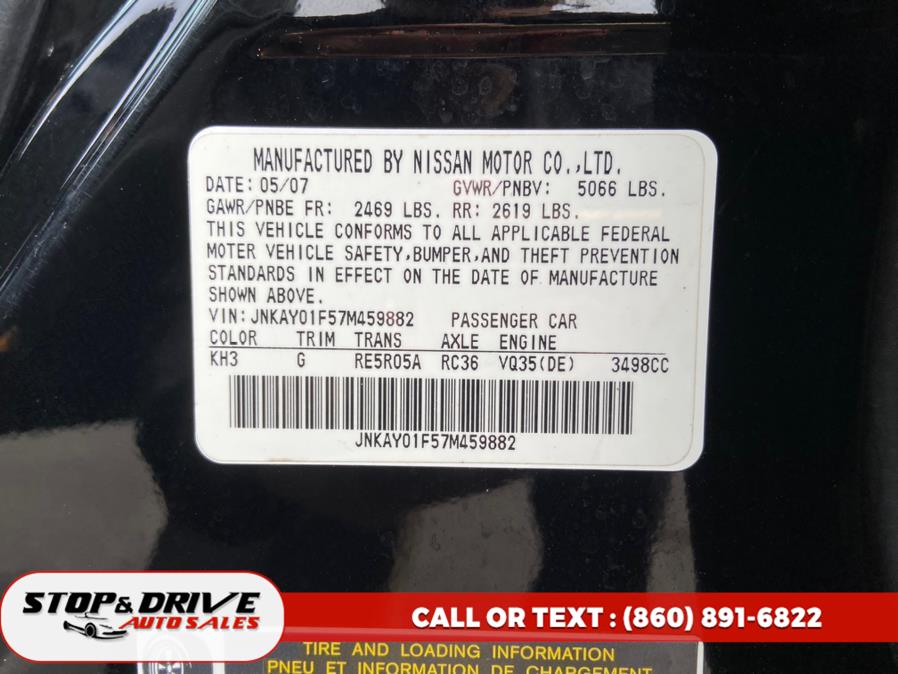 MANUFACTURED BY NISSAN MOTOR CO.,LTD.
DATE: 05/07 GVWR/PNBV: 5066 LBS.
GAWR/PNBE FR: 2469 LBS. RR: 2619 LBS.
THIS VEHICLE CONFORMS TO ALL APPLICABLE FEDERAL
MOTER VEHICLE SAFETY,BUMPER,AND THEFT PREVENTION
STANDARDS IN EFFECT ON THE DATE OF MANUFACTURE
SHOWN ABOVE.
VIN: JNKAY01F57M459882 PASSENGER CAR
COLOR TRIM TRANS AXLE ENGINE
KH3 G RE5R05A RC36 VQ35(DE) 3498CC
JNKAY01F57M459882
STOP & DRIVE
AUTO SALES
CALL OR TEXT : (860) 891-6822
TIRE AND LOADING INFORMATION
PNEU ET INFORMATION DE CHARGEMENT